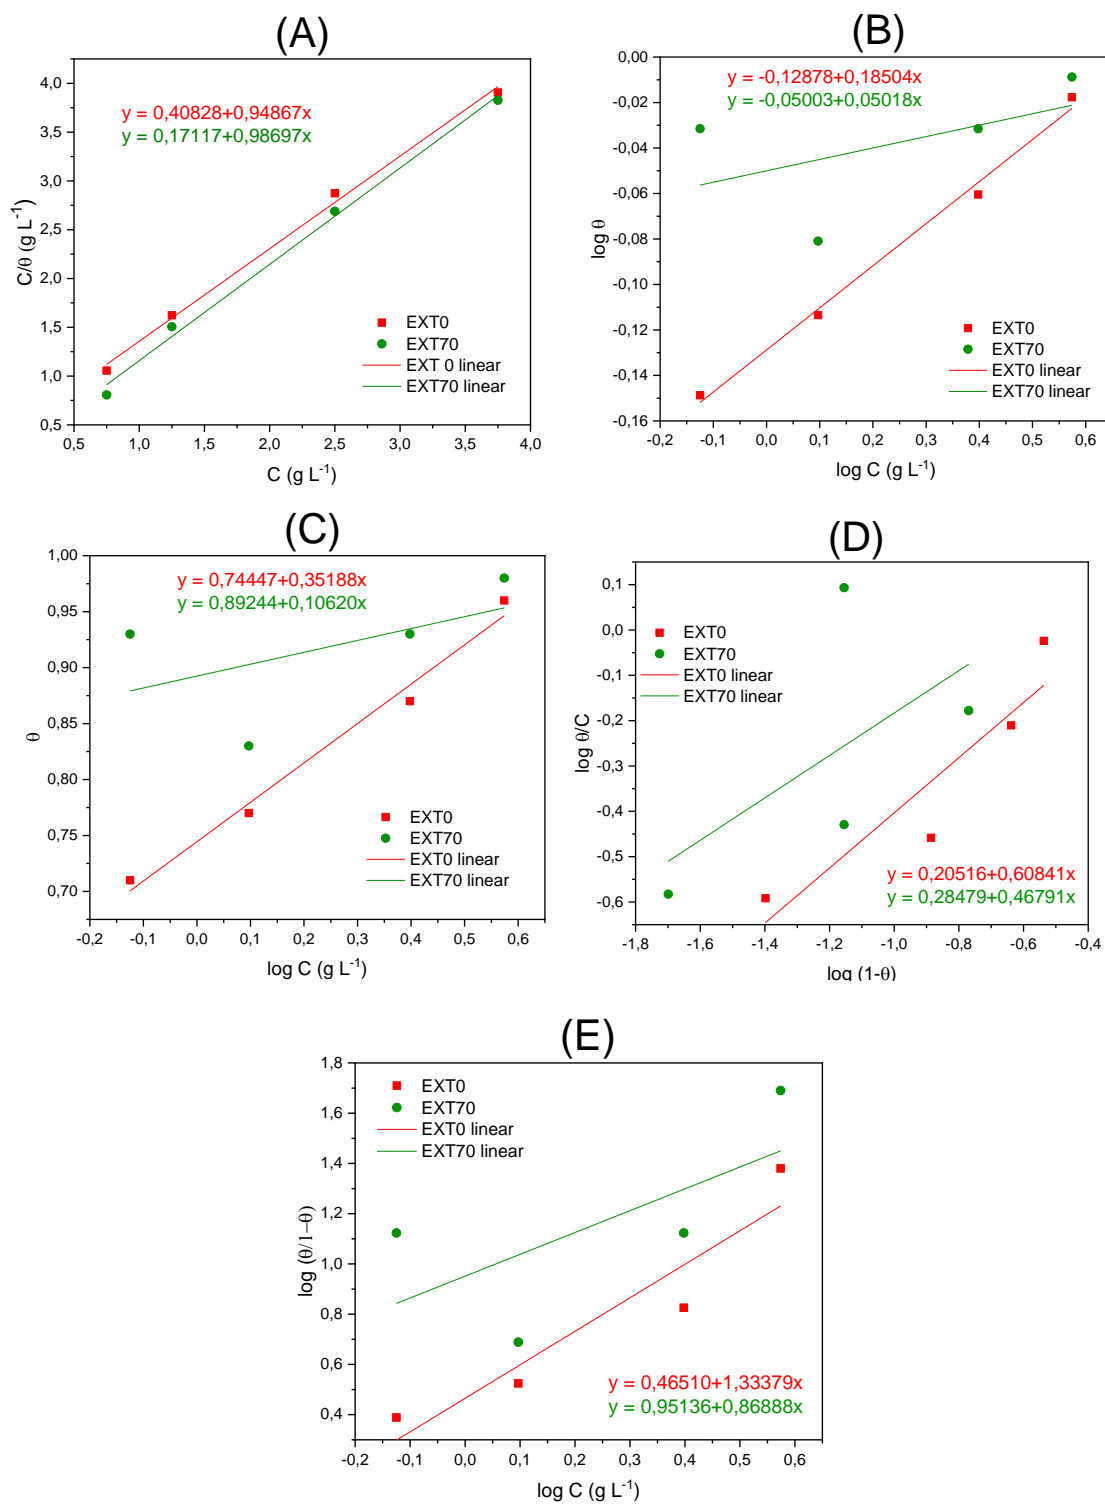 (A)
y = 0,40828+0,94867x
y = 0,17117+0,98697x
C/θ (g L⁻¹)
4,0
3,5
3,0
2,5
2,0
1,5
1,0
0,5
EXT0
EXT70
EXT 0 linear
EXT70 linear
0,5 1,0 1,5 2,0 2,5 3,0 3,5 4,0
C (g L⁻¹)
(B)
y = -0,12878+0,18504x
y = -0,05003+0,05018x
log θ
0,00
-0,02
-0,04
-0,06
-0,08
-0,10
-0,12
-0,14
-0,16
EXT0
EXT70
EXT0 linear
EXT70 linear
-0,2 -0,1 0,0 0,1 0,2 0,3 0,4 0,5 0,6
log C (g L⁻¹)
(C)
y = 0,74447+0,35188x
y = 0,89244+0,10620x
θ
1,00
0,95
0,90
0,85
0,80
0,75
0,70
EXT0
EXT70
EXT0 linear
EXT70 linear
-0,2 -0,1 0,0 0,1 0,2 0,3 0,4 0,5 0,6
log C (g L⁻¹)
(D)
log θ/C
0,1
0,0
-0,1
-0,2
-0,3
-0,4
-0,5
-0,6
EXT0
EXT70
EXT0 linear
EXT70 linear
y = 0,20516+0,60841x
y = 0,28479+0,46791x
-1,8 -1,6 -1,4 -1,2 -1,0 -0,8 -0,6 -0,4
log (1-θ)
(E)
log (θ/1−θ)
1,8
1,6
1,4
1,2
1,0
0,8
0,6
0,4
EXT0
EXT70
EXT0 linear
EXT70 linear
y = 0,46510+1,33379x
y = 0,95136+0,86888x
-0,2 -0,1 0,0 0,1 0,2 0,3 0,4 0,5 0,6
log C (g L⁻¹)